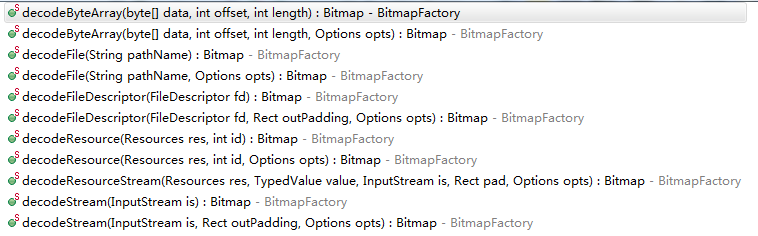 decodeByteArray(byte[] data, int offset, int length) : Bitmap - BitmapFactory
decodeByteArray(byte[] data, int offset, int length, Options opts) : Bitmap - BitmapFactory
decodeFile(String pathName) : Bitmap - BitmapFactory
decodeFile(String pathName, Options opts) : Bitmap - BitmapFactory
decodeFileDescriptor(FileDescriptor fd) : Bitmap - BitmapFactory
decodeFileDescriptor(FileDescriptor fd, Rect outPadding, Options opts) : Bitmap - BitmapFactory
decodeResource(Resources res, int id) : Bitmap - BitmapFactory
decodeResource(Resources res, int id, Options opts) : Bitmap - BitmapFactory
decodeResourceStream(Resources res, TypedValue value, InputStream is, Rect pad, Options opts) : Bitmap - BitmapFactory
decodeStream(InputStream is) : Bitmap - BitmapFactory
decodeStream(InputStream is, Rect outPadding, Options opts) : Bitmap - BitmapFactory